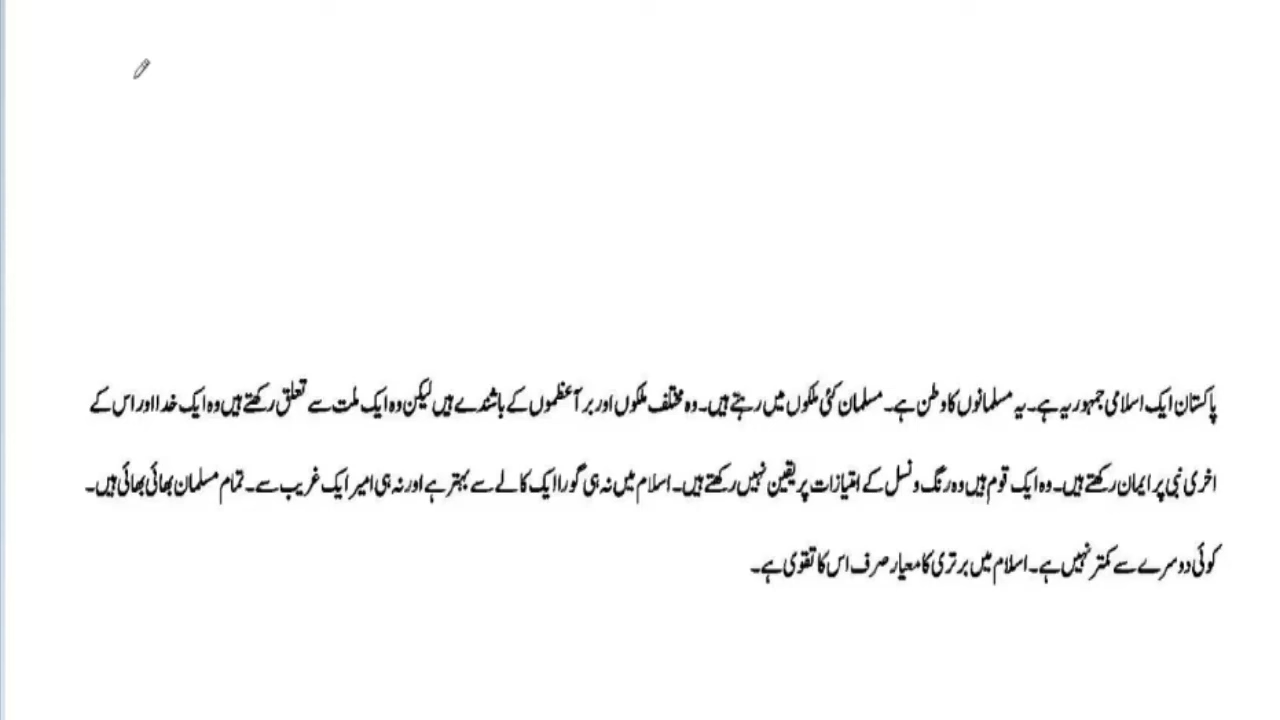 پاکستان ایک اسلامی جمہوریہ ہے۔ یہ مسلمانوں کا وطن ہے۔ مسلمان کئی ملکوں میں رہتے ہیں۔ وہ مختلف ملکوں اور بر آعظموں کے باشندے ہیں لیکن وہ ایک ملت سے تعلق رکھتے ہیں وہ ایک خدا اور اس کے
اخری نبی پر ایمان رکھتے ہیں۔ وہ ایک قوم ہیں وہ رنگ و نسل کے امتیازات پر یقین نہیں رکھتے ہیں۔ اسلام میں نہ ہی گورا ایک کالے سے بہتر ہے اور نہ ہی امیر ایک غریب سے۔ تمام مسلمان بھائی بھائی ہیں۔
کوئی دوسرے سے کمتر نہیں ہے۔ اسلام میں برتری کا معیار صرف اس کا تقوی ہے۔